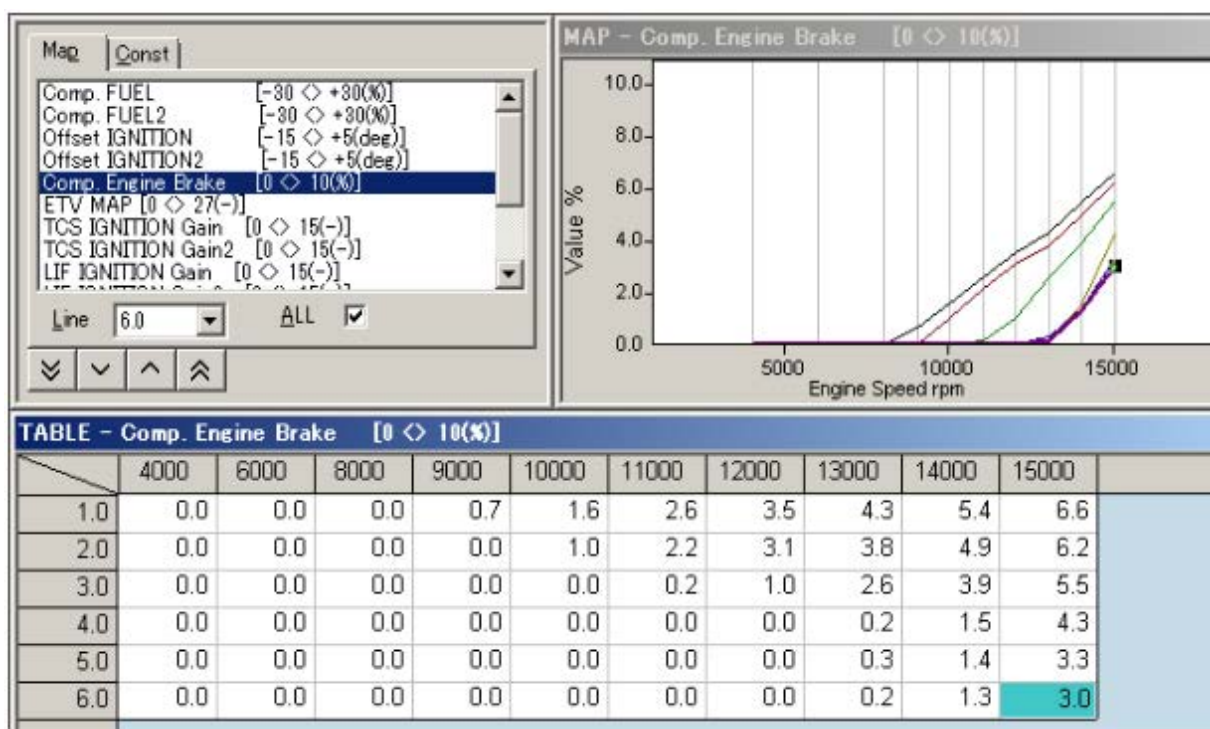 Map Const
Comp. FUEL [-30 <> +30(%)]
Comp. FUEL2 [-30 <> +30(%)]
Offset IGNITION [-15 <> +5(deg)]
Offset IGNITION2 [-15 <> +5(deg)]
Comp. Engine Brake [0 <> 10(%)]
ETV MAP [0 <> 27(-)]
TCS IGNITION Gain [0 <> 15(-)]
TCS IGNITION Gain2 [0 <> 15(-)]
LIF IGNITION Gain [0 <> 15(-)]
Line 6.0 ALL
MAP - Comp. Engine Brake [0 <> 10(%)]
10.0
8.0
6.0
4.0
2.0
0.0
Value %
5000 10000 15000
Engine Speed rpm
TABLE - Comp. Engine Brake [0 <> 10(%)]
4000 6000 8000 9000 10000 11000 12000 13000 14000 15000
1.0 0.0 0.0 0.0 0.7 1.6 2.6 3.5 4.3 5.4 6.6
2.0 0.0 0.0 0.0 0.0 1.0 2.2 3.1 3.8 4.9 6.2
3.0 0.0 0.0 0.0 0.0 0.0 0.2 1.0 2.6 3.9 5.5
4.0 0.0 0.0 0.0 0.0 0.0 0.0 0.0 0.2 1.5 4.3
5.0 0.0 0.0 0.0 0.0 0.0 0.0 0.0 0.3 1.4 3.3
6.0 0.0 0.0 0.0 0.0 0.0 0.0 0.0 0.2 1.3 3.0